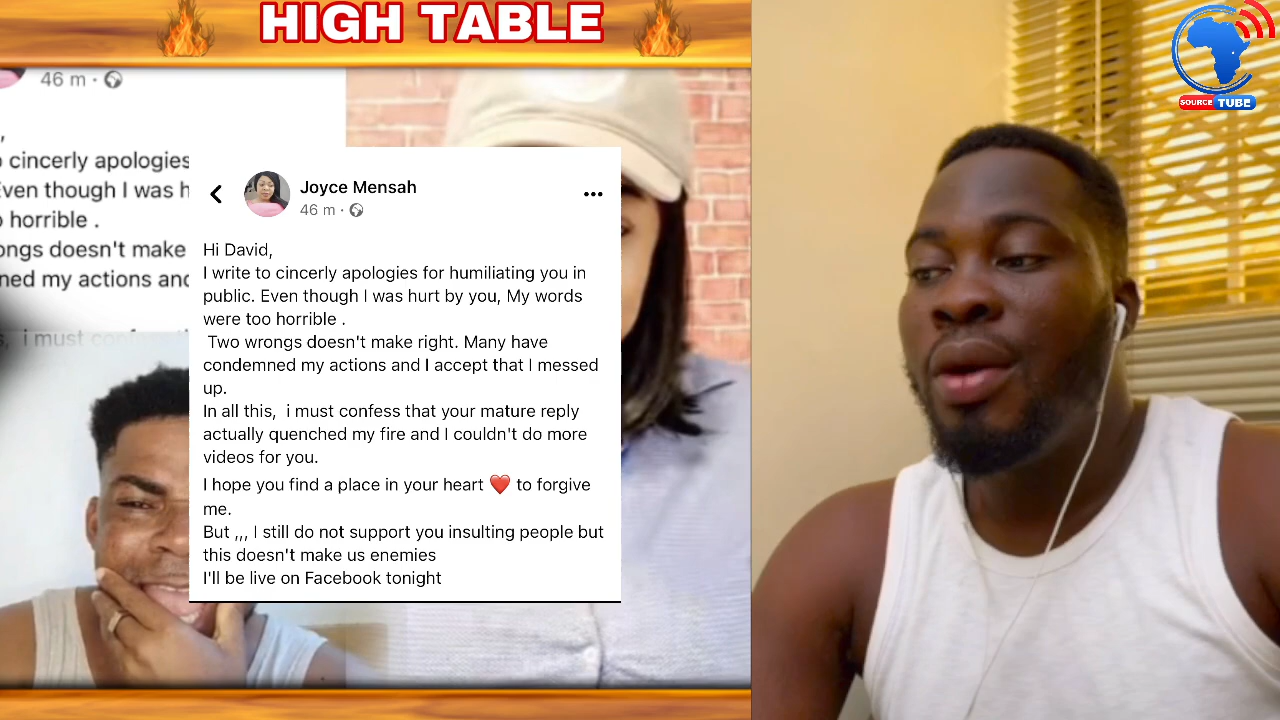 HIGH TABLE
SOURCE TUBE
46 m ·
cincerly apologies
Even though I was h
horrible .
ongs doesn't make
ned my actions and
i must
Joyce Mensah
46 m ·
Hi David,
I write to cincerly apologies for humiliating you in
public. Even though I was hurt by you, My words
were too horrible .
Two wrongs doesn't make right. Many have
condemned my actions and I accept that I messed
up.
In all this,  i must confess that your mature reply
actually quenched my fire and I couldn't do more
videos for you.
I hope you find a place in your heart ❤️ to forgive
me.
But ,,, I still do not support you insulting people but
this doesn't make us enemies
I'll be live on Facebook tonight